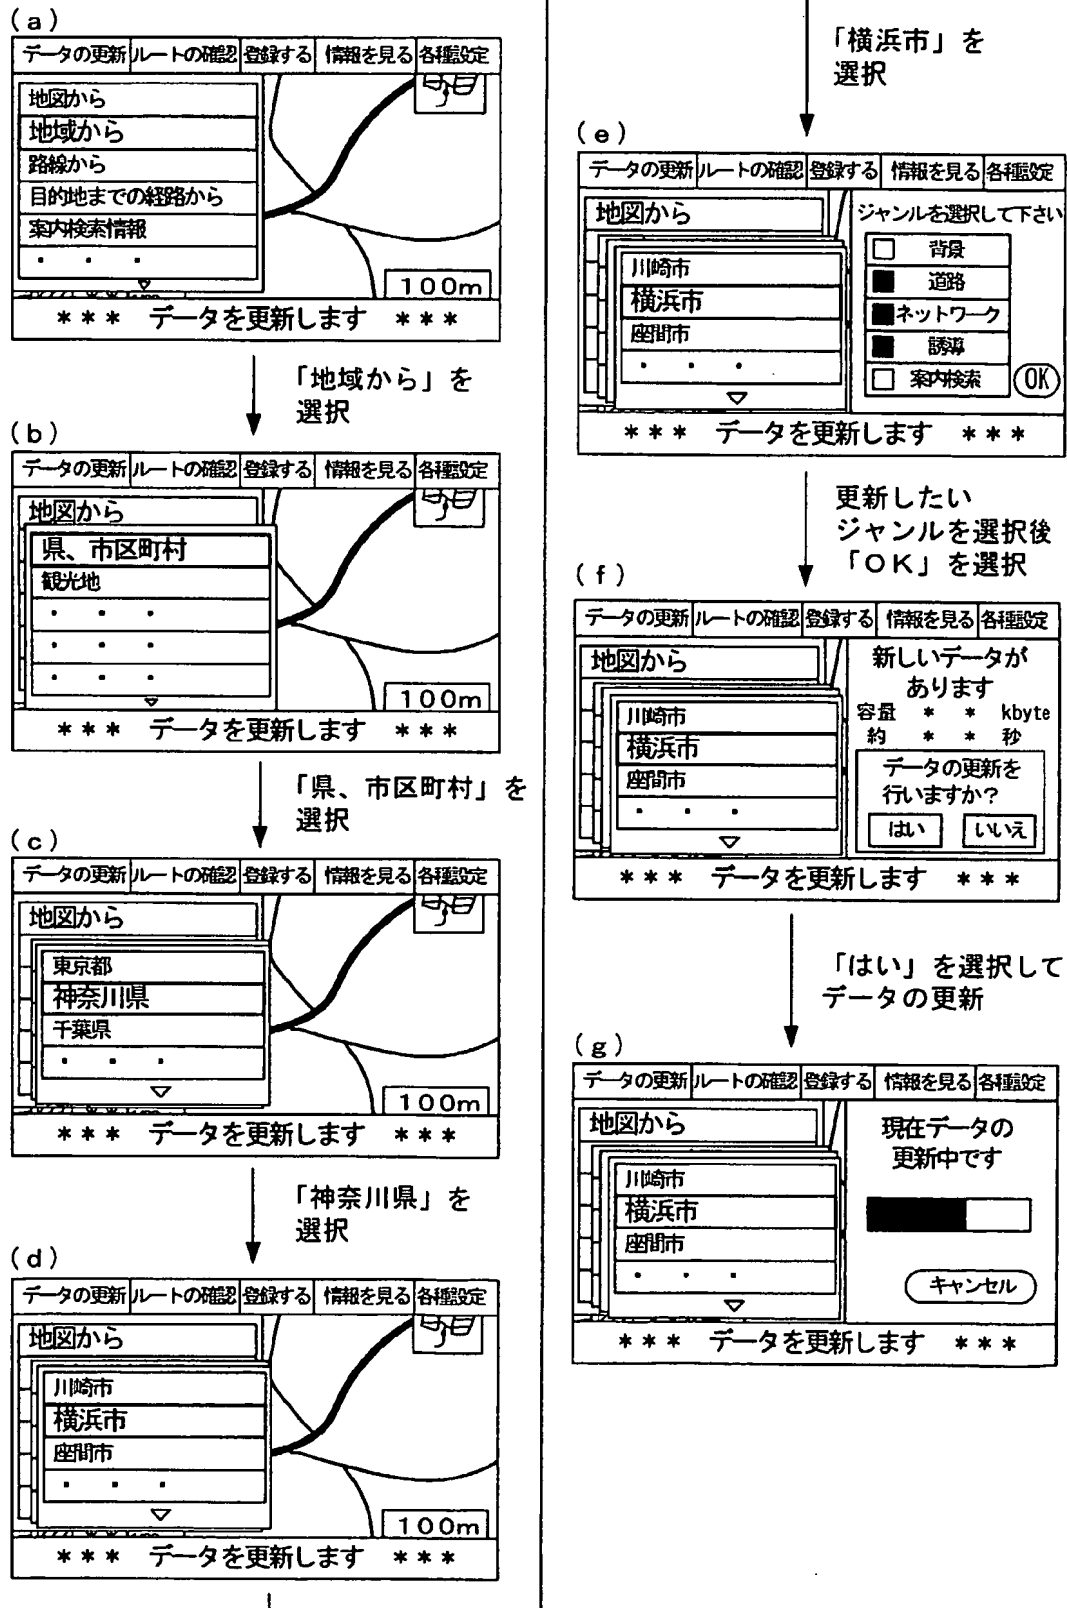 (a)
データの更新 ルートの確認 登録する 情報を見る 各種設定
地図から
地域から
路線から
目的地までの経路から
案内検索情報
・ ・ ・
▽
100m
*** データを更新します ***
「地域から」を
選択
(b)
データの更新 ルートの確認 登録する 情報を見る 各種設定
地図から
県、市区町村
観光地
・ ・ ・
・ ・ ・
・ ・ ・
▽
100m
*** データを更新します ***
「県、市区町村」を
選択
(c)
データの更新 ルートの確認 登録する 情報を見る 各種設定
地図から
東京都
神奈川県
千葉県
・ ・ ・
▽
100m
*** データを更新します ***
「神奈川県」を
選択
(d)
データの更新 ルートの確認 登録する 情報を見る 各種設定
地図から
川崎市
横浜市
座間市
・ ・ ・
▽
100m
*** データを更新します ***
「横浜市」を
選択
(e)
データの更新 ルートの確認 登録する 情報を見る 各種設定
地図から
川崎市
横浜市
座間市
・ ・ ・
▽
ジャンルを選択して下さい
背景
道路
ネットワーク
誘導
案内検索
OK
*** データを更新します ***
更新したい
ジャンルを選択後
「OK」を選択
(f)
データの更新 ルートの確認 登録する 情報を見る 各種設定
地図から
川崎市
横浜市
座間市
・ ・ ・
▽
新しいデータが
あります
容量 * * kbyte
約 * * 秒
データの更新を
行いますか?
はい いいえ
*** データを更新します ***
「はい」を選択して
データの更新
(g)
データの更新 ルートの確認 登録する 情報を見る 各種設定
地図から
川崎市
横浜市
座間市
・ ・ ・
▽
現在データの
更新中です
キャンセル
*** データを更新します ***